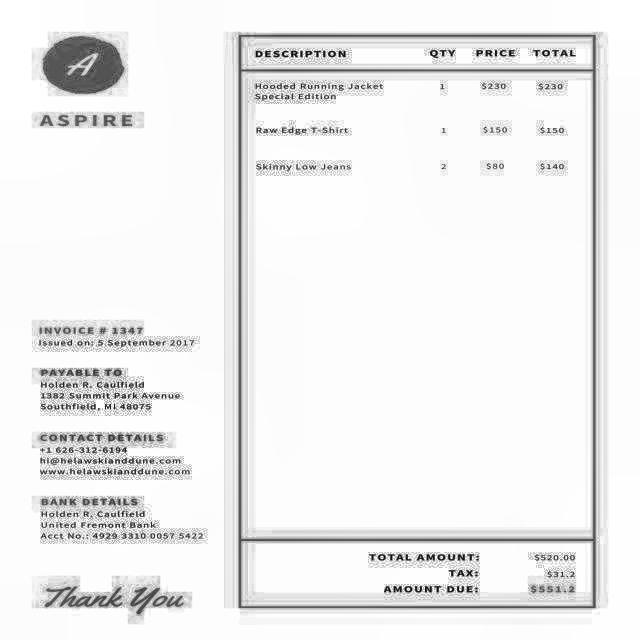 A
ASPIRE
DESCRIPTION QTY PRICE TOTAL
Hooded Running Jacket 1 $230 $230
Special Edition
Raw Edge T-Shirt 1 $150 $150
Skinny Low Jeans 2 $80 $140
INVOICE # 1347
Issued on: 5 September 2017
PAYABLE TO
Holden R. Caulfield
1382 Summit Park Avenue
Southfield, MI 48075
CONTACT DETAILS
+1 626-312-6194
hi@helawskianddune.com
www.helawskianddune.com
BANK DETAILS
Holden R. Caulfield
United Fremont Bank
Acct No.: 4929 3310 0057 5422
TOTAL AMOUNT: $520.00
TAX: $31.2
AMOUNT DUE: $551.2
Thank You